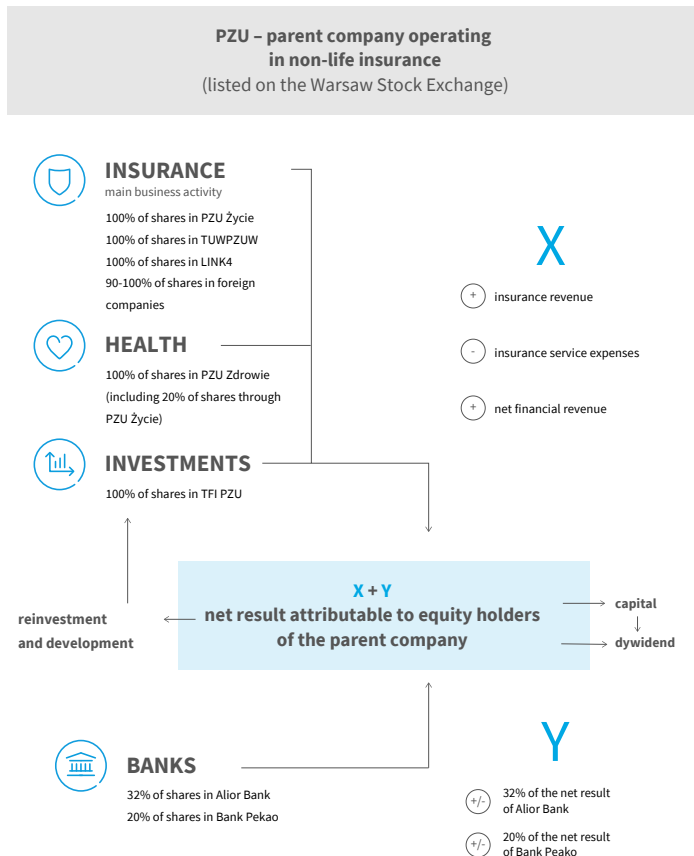 PZU – parent company operating
in non-life insurance
(listed on the Warsaw Stock Exchange)
INSURANCE
main business activity
100% of shares in PZU Życie
100% of shares in TUWPZUW
100% of shares in LINK4
90-100% of shares in foreign
companies
HEALTH
100% of shares in PZU Zdrowie
(including 20% of shares through
PZU Życie)
INVESTMENTS
100% of shares in TFI PZU
X
+ insurance revenue
- insurance service expenses
+ net financial revenue
X + Y
net result attributable to equity holders
of the parent company
reinvestment
and development
capital
dywidend
BANKS
32% of shares in Alior Bank
20% of shares in Bank Pekao
Y
+/- 32% of the net result
of Alior Bank
+/- 20% of the net result
of Bank Peako